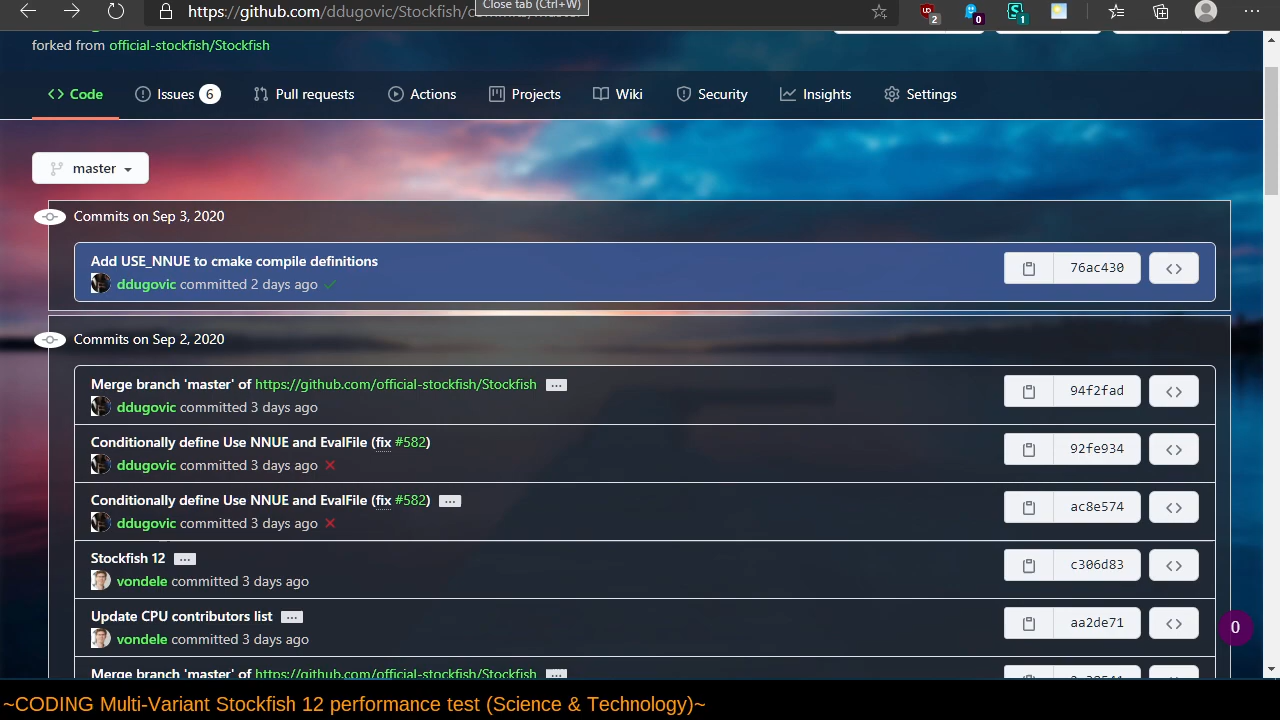 https://github.com/ddugovic/Stockfish/
Close tab (Ctrl+W)
2
0
1
forked from official-stockfish/Stockfish
Code
Issues 6
Pull requests
Actions
Projects
Wiki
Security
Insights
Settings
master
Commits on Sep 3, 2020
Add USE_NNUE to cmake compile definitions
76ac430
ddugovic committed 2 days ago
Commits on Sep 2, 2020
Merge branch 'master' of https://github.com/official-stockfish/Stockfish ...
94f2fad
ddugovic committed 3 days ago
Conditionally define Use NNUE and EvalFile (fix #582)
92fe934
ddugovic committed 3 days ago
Conditionally define Use NNUE and EvalFile (fix #582) ...
ac8e574
ddugovic committed 3 days ago
Stockfish 12 ...
c306d83
vondele committed 3 days ago
Update CPU contributors list ...
aa2de71
vondele committed 3 days ago
0
Merge branch 'master' of https://github.com/official-stockfish/Stockfish ...
~CODING Multi-Variant Stockfish 12 performance test (Science & Technology)~